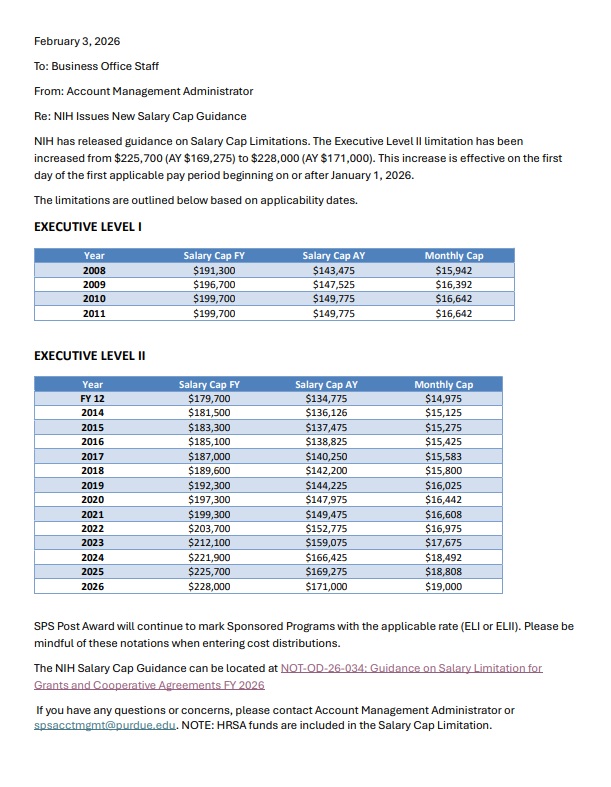 February 3, 2026
To: Business Office Staff
From: Account Management Administrator
Re: NIH Issues New Salary Cap Guidance
NIH has released guidance on Salary Cap Limitations. The Executive Level II limitation has been
increased from $225,700 (AY $169,275) to $228,000 (AY $171,000). This increase is effective on the first
day of the first applicable pay period beginning on or after January 1, 2026.
The limitations are outlined below based on applicability dates.
EXECUTIVE LEVEL I
Year Salary Cap FY Salary Cap AY Monthly Cap
2008 $191,300 $143,475 $15,942
2009 $196,700 $147,525 $16,392
2010 $199,700 $149,775 $16,642
2011 $199,700 $149,775 $16,642
EXECUTIVE LEVEL II
Year Salary Cap FY Salary Cap AY Monthly Cap
FY 12 $179,700 $134,775 $14,975
2014 $181,500 $136,126 $15,125
2015 $183,300 $137,475 $15,275
2016 $185,100 $138,825 $15,425
2017 $187,000 $140,250 $15,583
2018 $189,600 $142,200 $15,800
2019 $192,300 $144,225 $16,025
2020 $197,300 $147,975 $16,442
2021 $199,300 $149,475 $16,608
2022 $203,700 $152,775 $16,975
2023 $212,100 $159,075 $17,675
2024 $221,900 $166,425 $18,492
2025 $225,700 $169,275 $18,808
2026 $228,000 $171,000 $19,000
SPS Post Award will continue to mark Sponsored Programs with the applicable rate (ELI or ELII). Please be
mindful of these notations when entering cost distributions.
The NIH Salary Cap Guidance can be located at NOT-OD-26-034: Guidance on Salary Limitation for
Grants and Cooperative Agreements FY 2026
If you have any questions or concerns, please contact Account Management Administrator or
spsacctmgmt@purdue.edu. NOTE: HRSA funds are included in the Salary Cap Limitation.